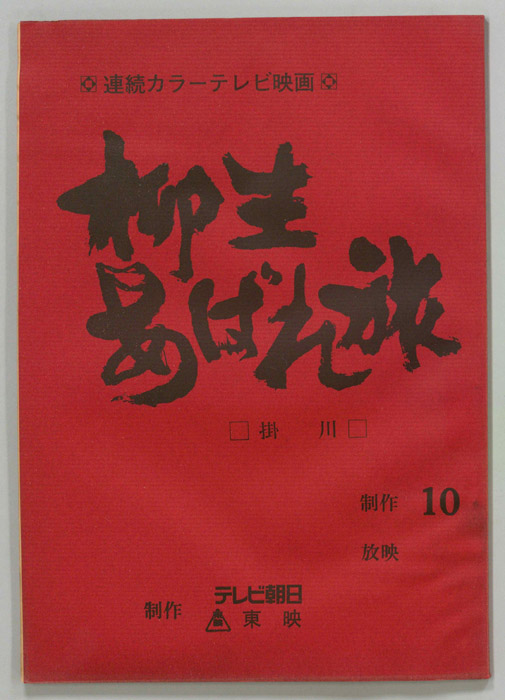 連続カラーテレビ映画
柳生
あばれ旅
□掛川□
制作 10
放映
制作 テレビ朝日
東映